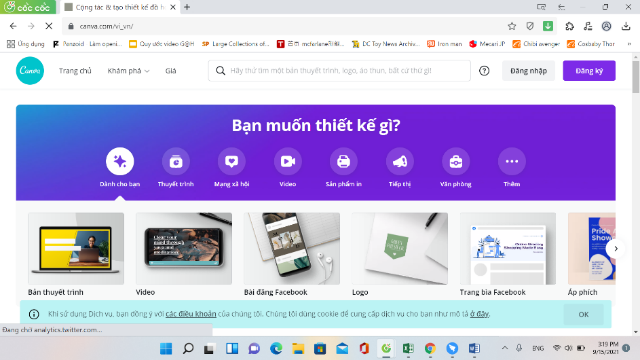 cốc cốc
Cộng tác & tạo thiết kế đồ h
canva.com/vi_vn/
Ứng dụng
Ponzoid
Làm openi...
Quy ước video G@H
Large Collections of...
Mecari JP
Chibi avenger
Coxbaby Thor
DC Toy News Archiv...
Iron man
Canva
Trang chủ
Khám phá
Giá
Hãy thử tìm một bản thuyết trình, logo, áo thun, bất cứ thứ gì!
Đăng nhập
Đăng ký
Bạn muốn thiết kế gì?
Dành cho bạn
Thuyết trình
Mạng xã hội
Video
Sản phẩm in
Tiếp thị
Văn phòng
Thêm
Bản thuyết trình
Video
Bài đăng Facebook
Logo
Trang bìa Facebook
Áp phích
Khi sử dụng Dịch vụ, bạn đồng ý với các điều khoản của chúng tôi. Chúng tôi dùng cookie để cung cấp dịch vụ cho bạn như mô tả ở đây.
OK
Đang chờ analytics.twitter.com...
ENG
3:19 PM
9/15/2021